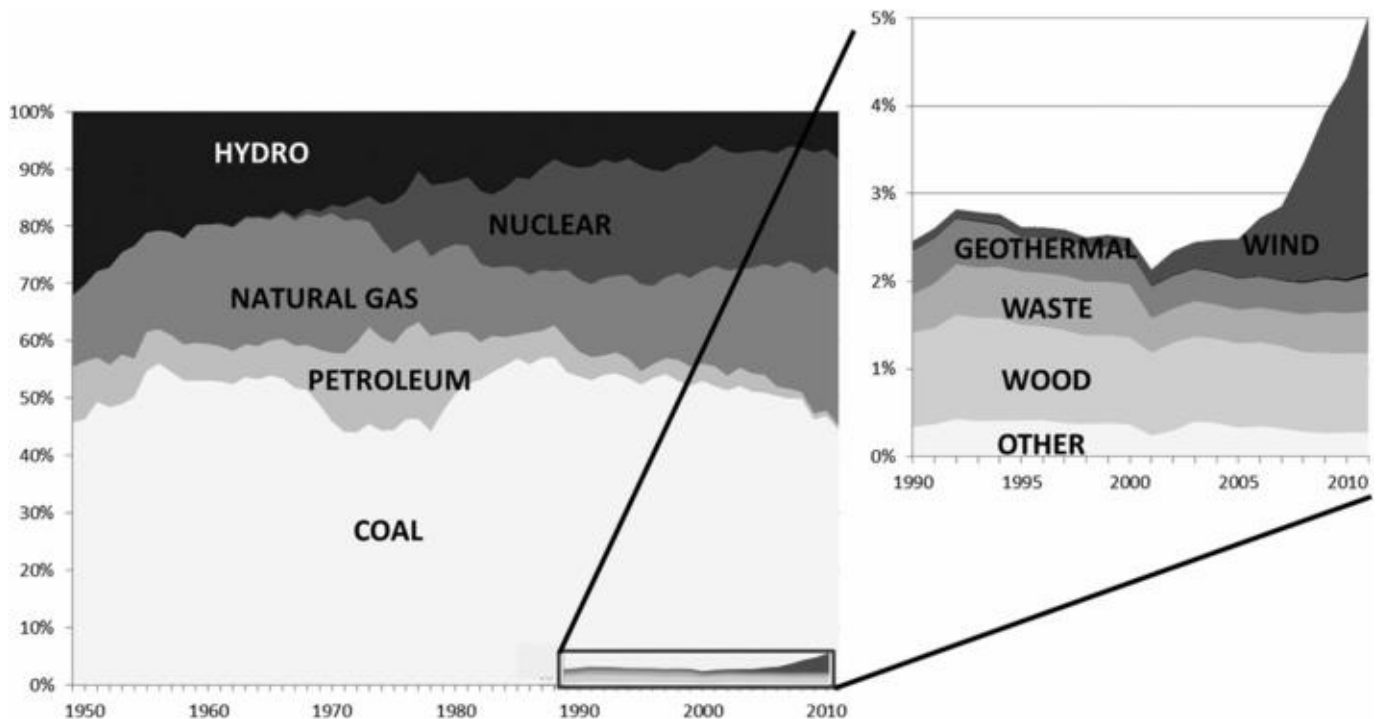 100%
90%
80%
70%
60%
50%
40%
30%
20%
10%
0%
HYDRO
NUCLEAR
NATURAL GAS
PETROLEUM
COAL
1950 1960 1970 1980 1990 2000 2010
5%
4%
3%
2%
1%
0%
GEOTHERMAL WIND
WASTE
WOOD
OTHER
1990 1995 2000 2005 2010